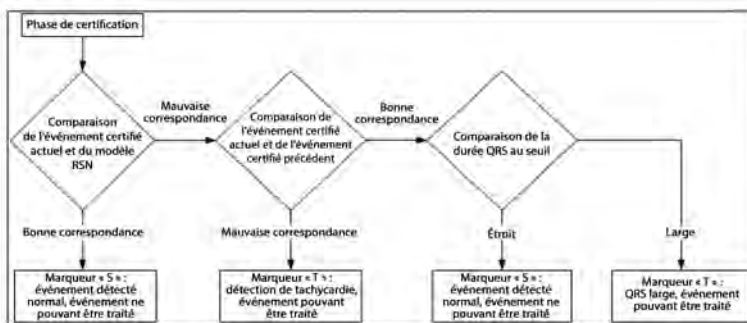 Phase de certification
Comparaison
de l'événement certifié
actuel et du modèle
RSN
Mauvaise
correspondance
Comparaison de
l'événement certifié
actuel et de l'événement
certifié précédent
Bonne
correspondance
Comparaison de la
durée QRS au seuil
Bonne correspondance
Mauvaise correspondance
Étroit
Large
Marqueur « S » :
événement détecté
normal, événement ne
pouvant être traité
Marqueur « T » :
détection de tachycardie,
événement pouvant
être traité
Marqueur « S » :
événement détecté
normal, événement ne
pouvant être traité
Marqueur « T » :
QRS large, événement
pouvant être traité